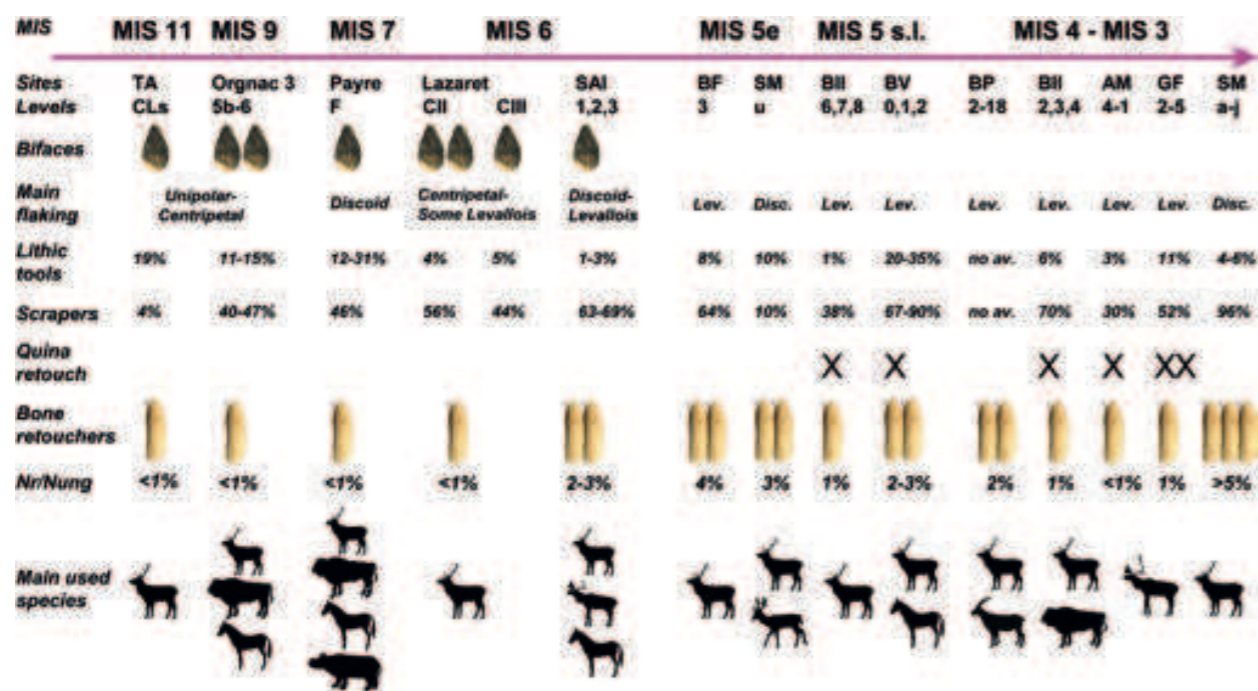 MIS MIS 11 MIS 9 MIS 7 MIS 6 MIS 5e MIS 5 s.l. MIS 4 - MIS 3
Sites TA Orgnac 3 Payre Lazaret SAI BF SM BII BV BP BII AM GF SM
Levels CLs 5b-6 F CII CIII 1,2,3 3 u 6,7,8 0,1,2 2-18 2,3,4 4-1 2-5 a-j
Bifaces
Main Unipolar- Centripetal- Discoid-
flaking Centripetal Discoid Some Levallois Levallois Lev. Disc. Lev. Lev. Lev. Lev. Lev. Lev. Disc.
Lithic
tools 19% 11-15% 12-31% 4% 5% 1-3% 8% 10% 1% 20-35% no av. 6% 3% 11% 4-6%
Scrapers 4% 40-47% 46% 56% 44% 63-69% 64% 10% 38% 67-90% no av. 70% 30% 52% 96%
Quina
retouch X X X X XX
Bone
retouchers
Nr/Nung <1% <1% <1% <1% 2-3% 4% 3% 1% 2-3% 2% 1% <1% 1% >5%
Main used
species